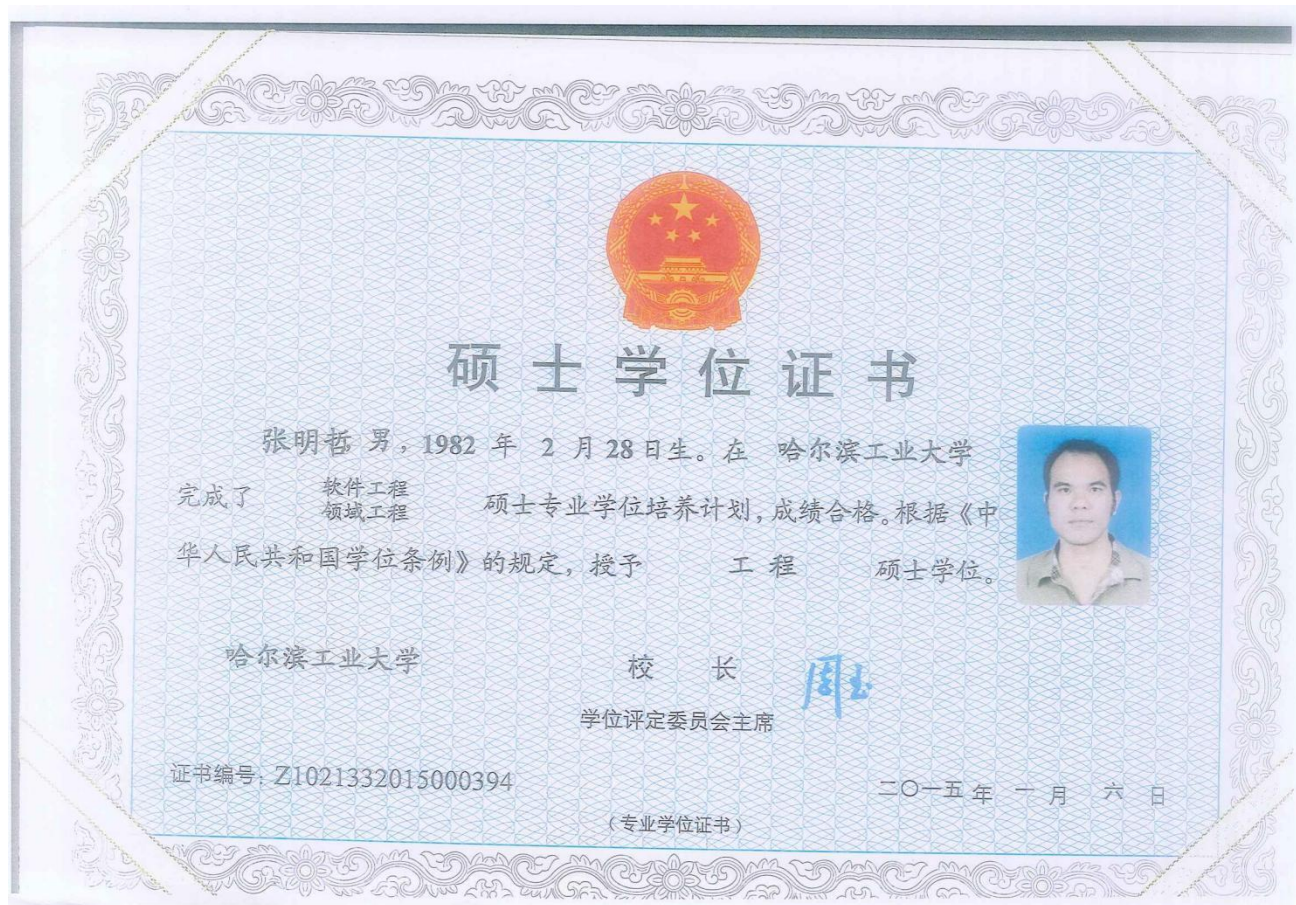 硕士学位证书
张明哲 男，1982 年 2 月 28 日生。在 哈尔滨工业大学
完成了 软件工程
领域工程 硕士专业学位培养计划，成绩合格。根据《中
华人民共和国学位条例》的规定，授予 工 程 硕士学位。
哈尔滨工业大学 校 长 周玉
学位评定委员会主席
证书编号：Z1021332015000394 二〇一五 年 一 月 六 日
（专业学位证书）